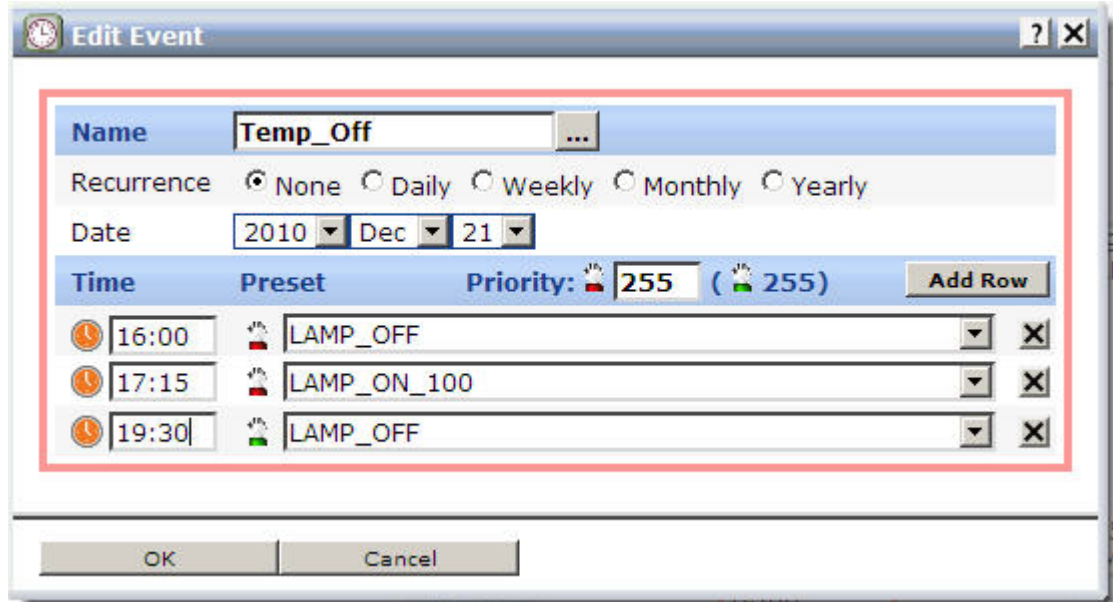 Edit Event ? X
Name Temp_Off ...
Recurrence None Daily Weekly Monthly Yearly
Date 2010 Dec 21
Time Preset Priority: 255 ( 255) Add Row
16:00 LAMP_OFF
17:15 LAMP_ON_100
19:30 LAMP_OFF
OK Cancel